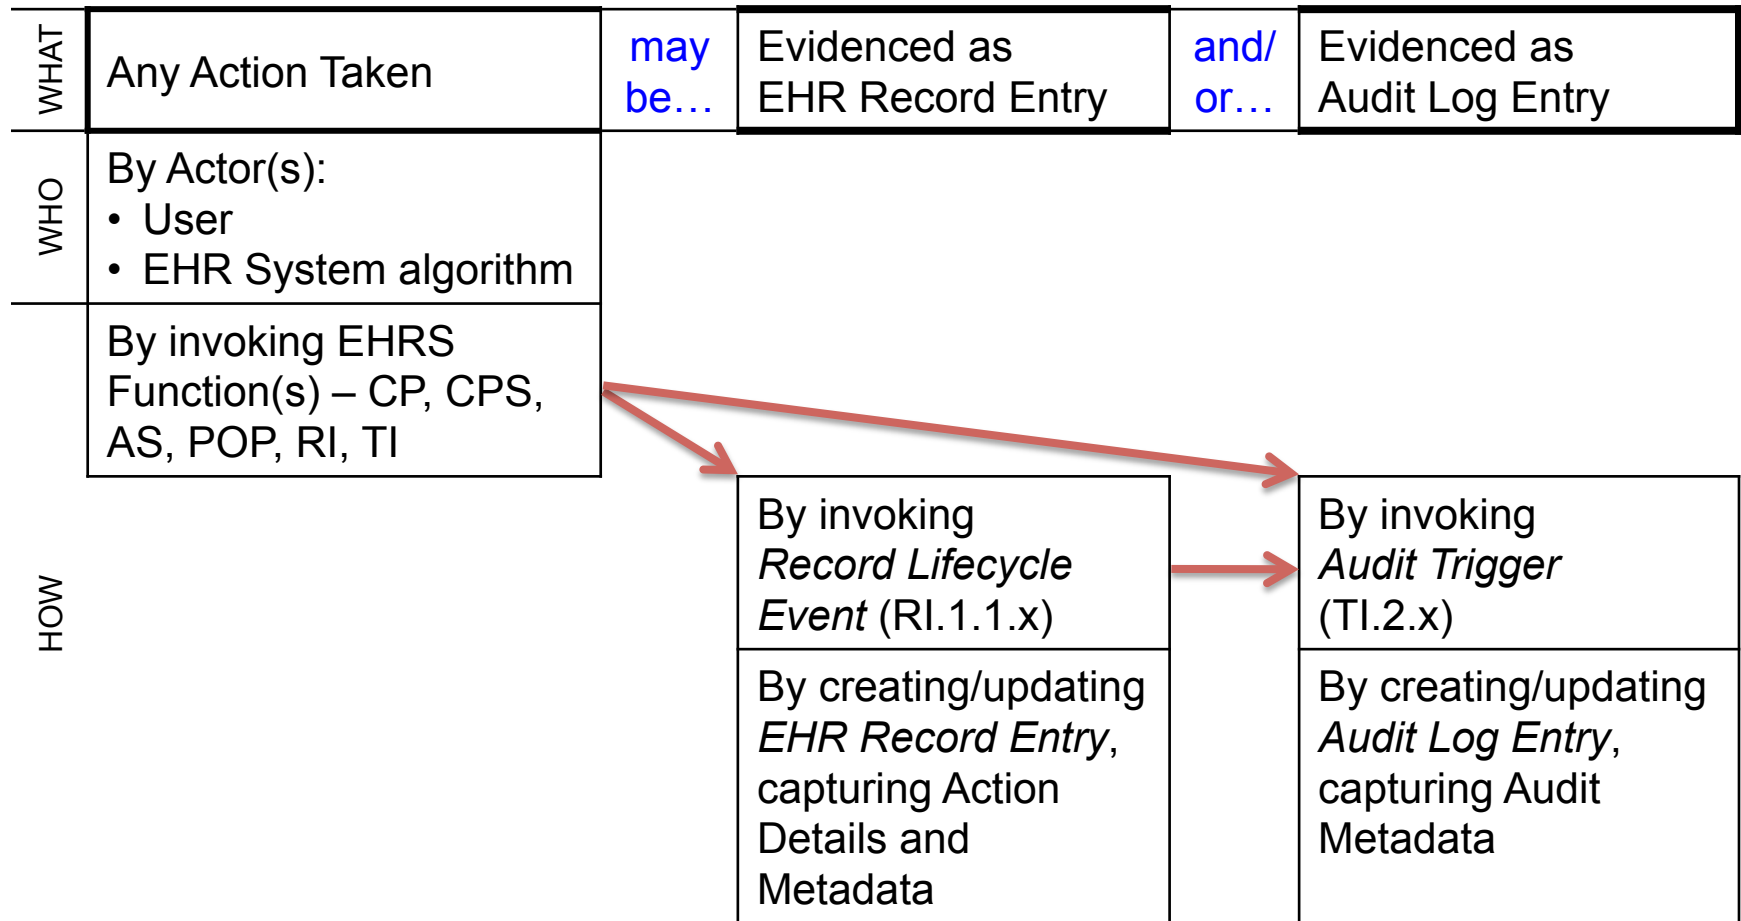 WHAT
Any Action Taken
may
be…
Evidenced as
EHR Record Entry
and/
or…
Evidenced as
Audit Log Entry
WHO
By Actor(s):
• User
• EHR System algorithm
HOW
By invoking EHRS
Function(s) – CP, CPS,
AS, POP, RI, TI
By invoking
Record Lifecycle
Event (RI.1.1.x)
By invoking
Audit Trigger
(TI.2.x)
By creating/updating
EHR Record Entry,
capturing Action
Details and
Metadata
By creating/updating
Audit Log Entry,
capturing Audit
Metadata